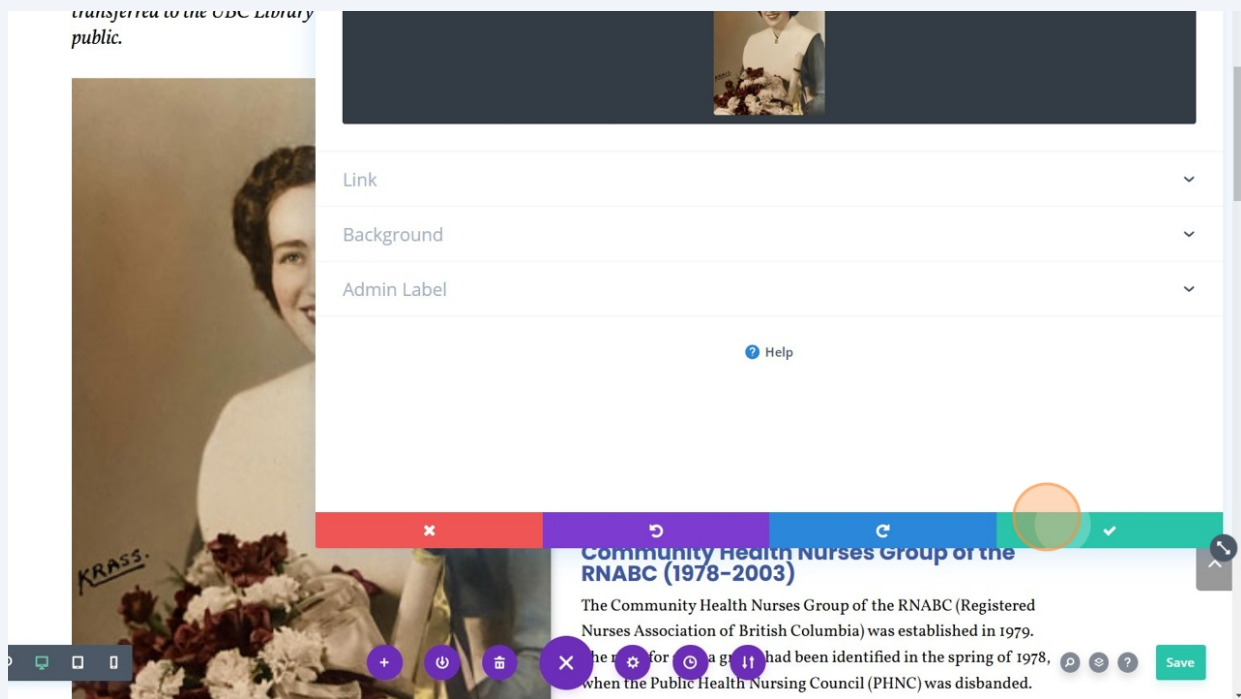 transferred to the UBC Library
public.
Link
Background
Admin Label
Help
KRASS.
Community Health Nurses Group of the
RNABC (1978-2003)
The Community Health Nurses Group of the RNABC (Registered
Nurses Association of British Columbia) was established in 1979.
for a had been identified in the spring of 1978,
when the Public Health Nursing Council (PHNC) was disbanded.
Save